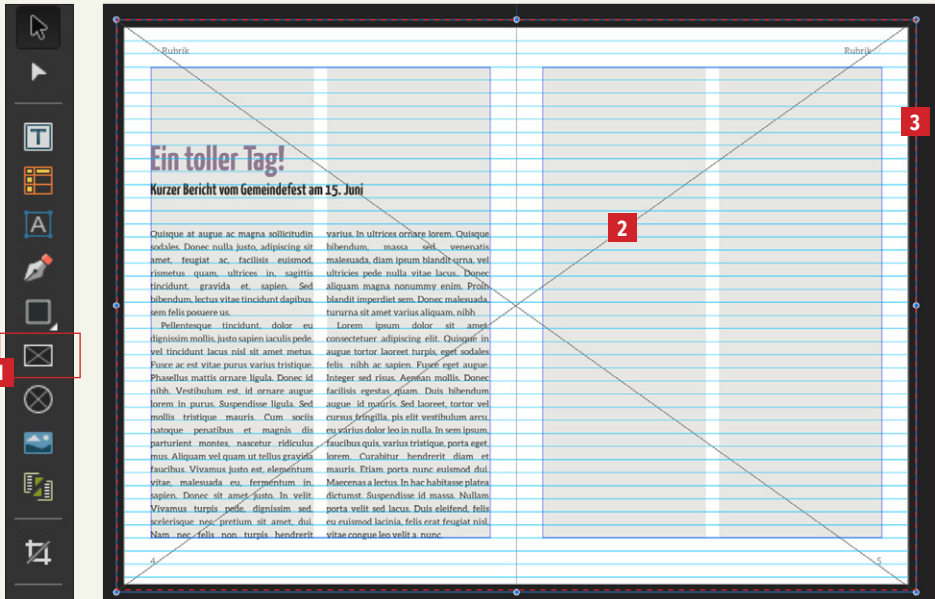 T
A
1
2
3
// Rubrik
Rubrik //
Ein toller Tag!
Kurzer Bericht vom Gemeindefest am 15. Juni
Quisque at augue ac magna sollicitudin
sodales. Donec nulla justo, adipiscing sit
amet, feugiat ac, facilisis euismod,
rismetus quam, ultrices in, sagittis
tincidunt, gravida et, sapien. Sed
bibendum, lectus vitae tincidunt dapibus,
sem felis posuere us.
Pellentesque tincidunt, dolor eu
dignissim mollis, justo sapien iaculis pede,
vel tincidunt lacus nisl sit amet metus.
Fusce ac est vitae purus varius tristique.
Phasellus mattis ornare ligula. Donec id
nibh. Vestibulum est, id ornare augue
lorem in purus. Suspendisse ligula. Sed
mollis tristique mauris. Cum sociis
natoque penatibus et magnis dis
parturient montes, nascetur ridiculus
mus. Aliquam vel quam ut tellus gravida
faucibus. Vivamus justo est, elementum
vitae, malesuada eu, fermentum in,
sapien. Donec sit amet justo. In velit.
Vivamus turpis pede, dignissim sed,
scelerisque nec, pretium sit amet, dui.
Nam nec felis non turpis hendrerit
varius. In ultrices ornare lorem. Quisque
bibendum, massa sed venenatis
malesuada, diam ipsum blandit urna, vel
ultricies pede nulla vitae lacus. Donec
aliquam magna nonummy enim. Proin
blandit imperdiet sem. Donec malesuada,
tururna sit amet varius aliquam, nibh
Lorem ipsum dolor sit amet,
consectetuer adipiscing elit. Quisque in
augue tortor laoreet turpis, eget sodales
felis nibh ac sapien. Fusce eget augue.
Integer sed risus. Aenean mollis. Donec
facilisis egestas quam. Duis bibendum
augue id mauris. Sed laoreet, tortor vel
cursus fringilla, pis elit vestibulum arcu,
eu varius dolor leo in nulla. In sem ipsum,
faucibus quis, varius tristique, porta eget,
lorem. Curabitur hendrerit diam et
mauris. Etiam porta nunc euismod dui.
Maecenas a lectus. In hac habitasse platea
dictumst. Suspendisse id massa. Nullam
porta velit sed lacus. Duis eleifend, felis
eu euismod lacinia, felis erat feugiat nisl,
vitae congue leo velit a nunc.
4
5